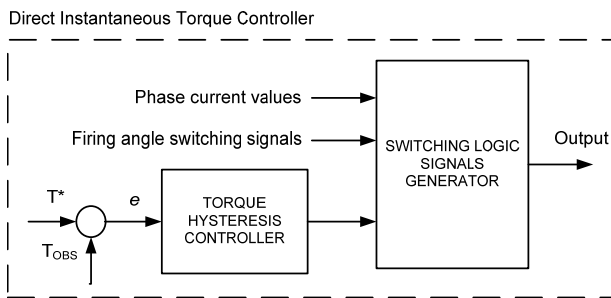 Direct Instantaneous Torque Controller
Phase current values
Firing angle switching signals
SWITCHING LOGIC
SIGNALS
GENERATOR
Output
T*
e
TOBS
TORQUE
HYSTERESIS
CONTROLLER